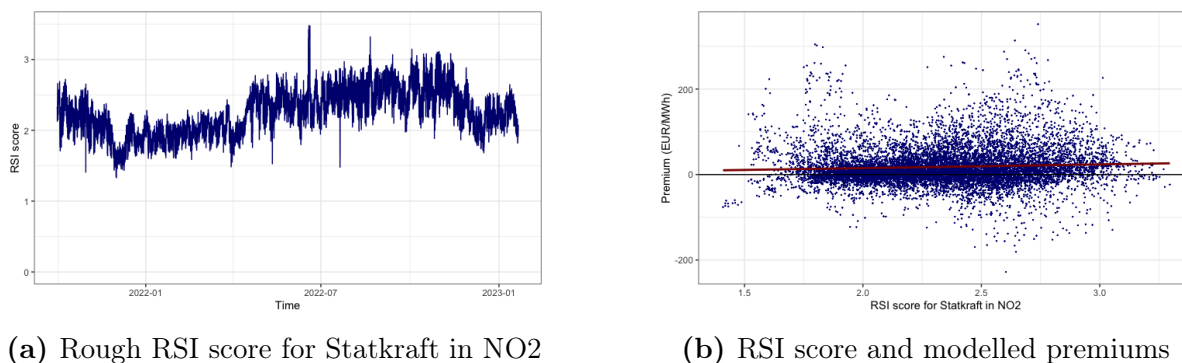 3
2
1
0
RSI score
2022-01
2022-07
2023-01
Time
(a) Rough RSI score for Statkraft in NO2
200
0
-200
Premium (EUR/MWh)
1.5
2.0
2.5
3.0
RSI score for Statkraft in NO2
(b) RSI score and modelled premiums